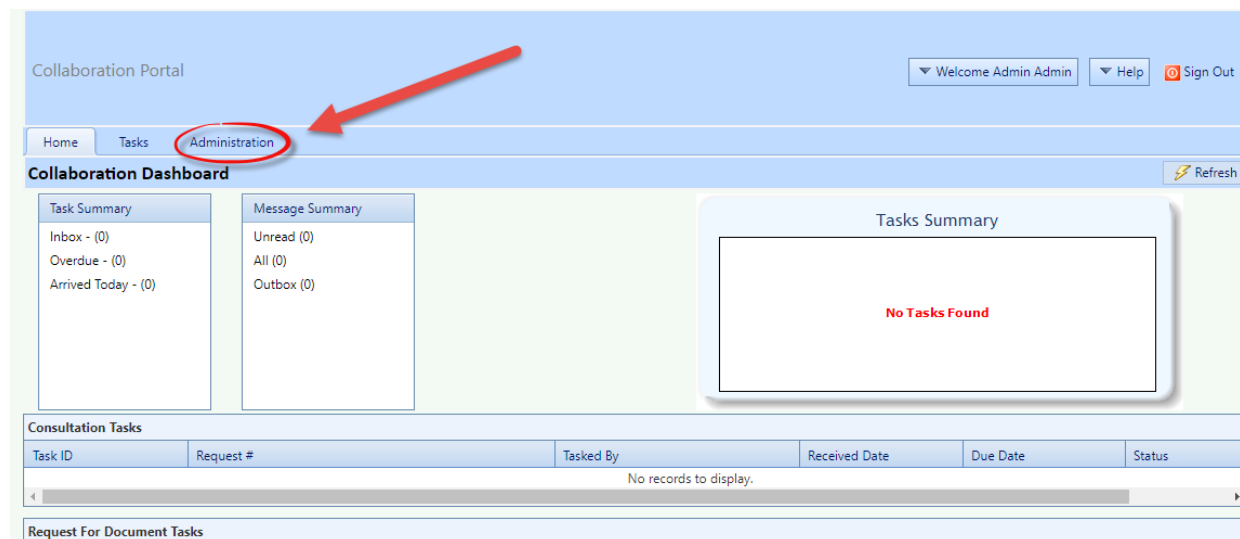 Collaboration Portal
Welcome Admin Admin
Help
Sign Out
Home Tasks Administration
Collaboration Dashboard
Refresh
Task Summary
Inbox - (0)
Overdue - (0)
Arrived Today - (0)
Message Summary
Unread (0)
All (0)
Outbox (0)
Tasks Summary
No Tasks Found
Consultation Tasks
Task ID Request # Tasked By Received Date Due Date Status
No records to display.
Request For Document Tasks